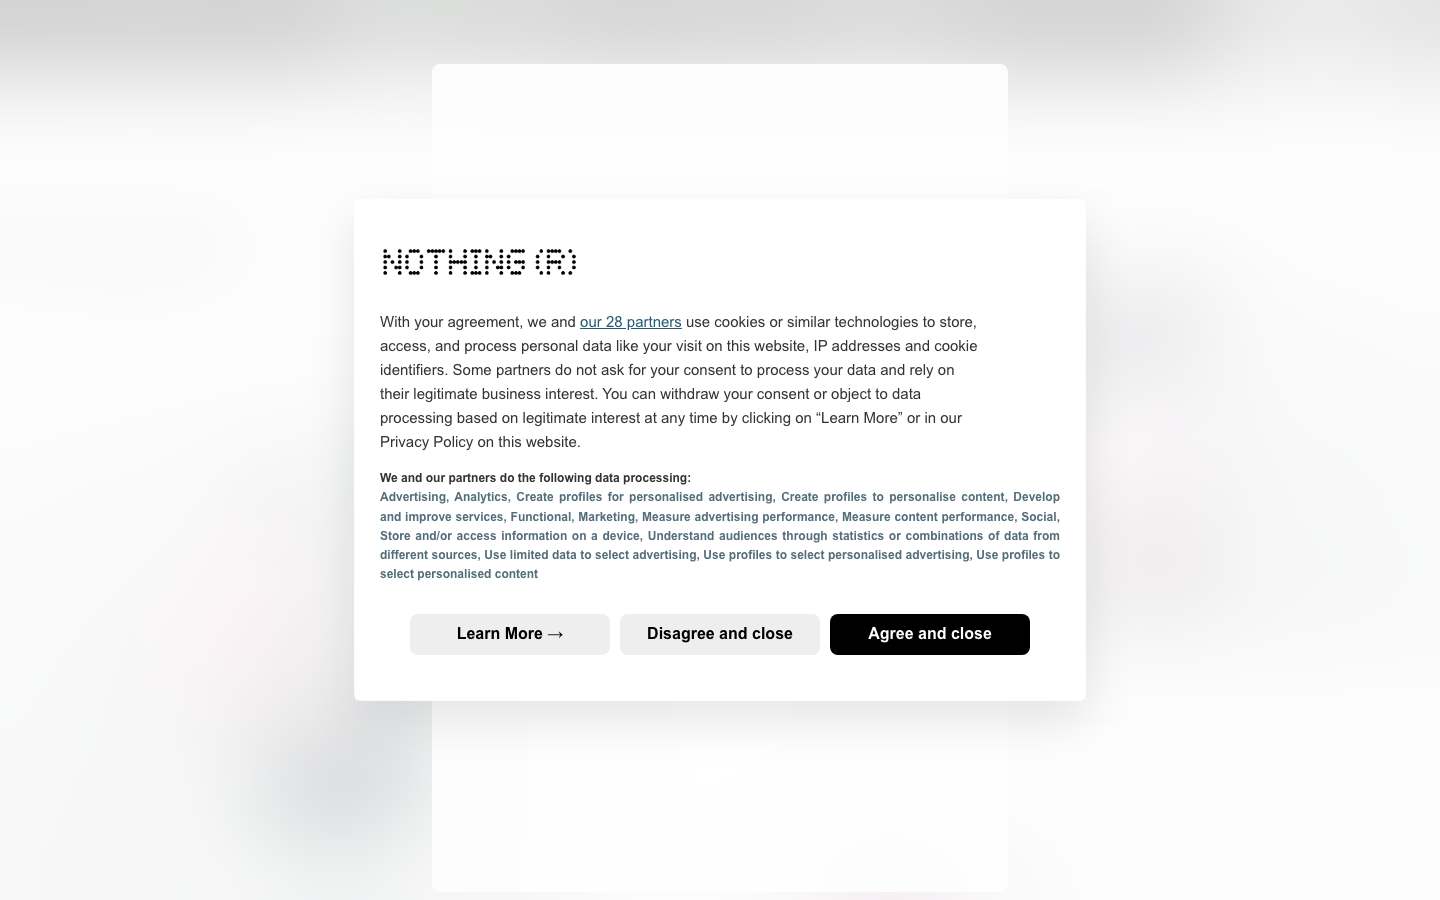 NOTHING (R)
With your agreement, we and our 28 partners use cookies or similar technologies to store,
access, and process personal data like your visit on this website, IP addresses and cookie
identifiers. Some partners do not ask for your consent to process your data and rely on
their legitimate business interest. You can withdraw your consent or object to data
processing based on legitimate interest at any time by clicking on “Learn More” or in our
Privacy Policy on this website.
We and our partners do the following data processing:
Advertising, Analytics, Create profiles for personalised advertising, Create profiles to personalise content, Develop
and improve services, Functional, Marketing, Measure advertising performance, Measure content performance, Social,
Store and/or access information on a device, Understand audiences through statistics or combinations of data from
different sources, Use limited data to select advertising, Use profiles to select personalised advertising, Use profiles to
select personalised content
Learn More →
Disagree and close
Agree and close